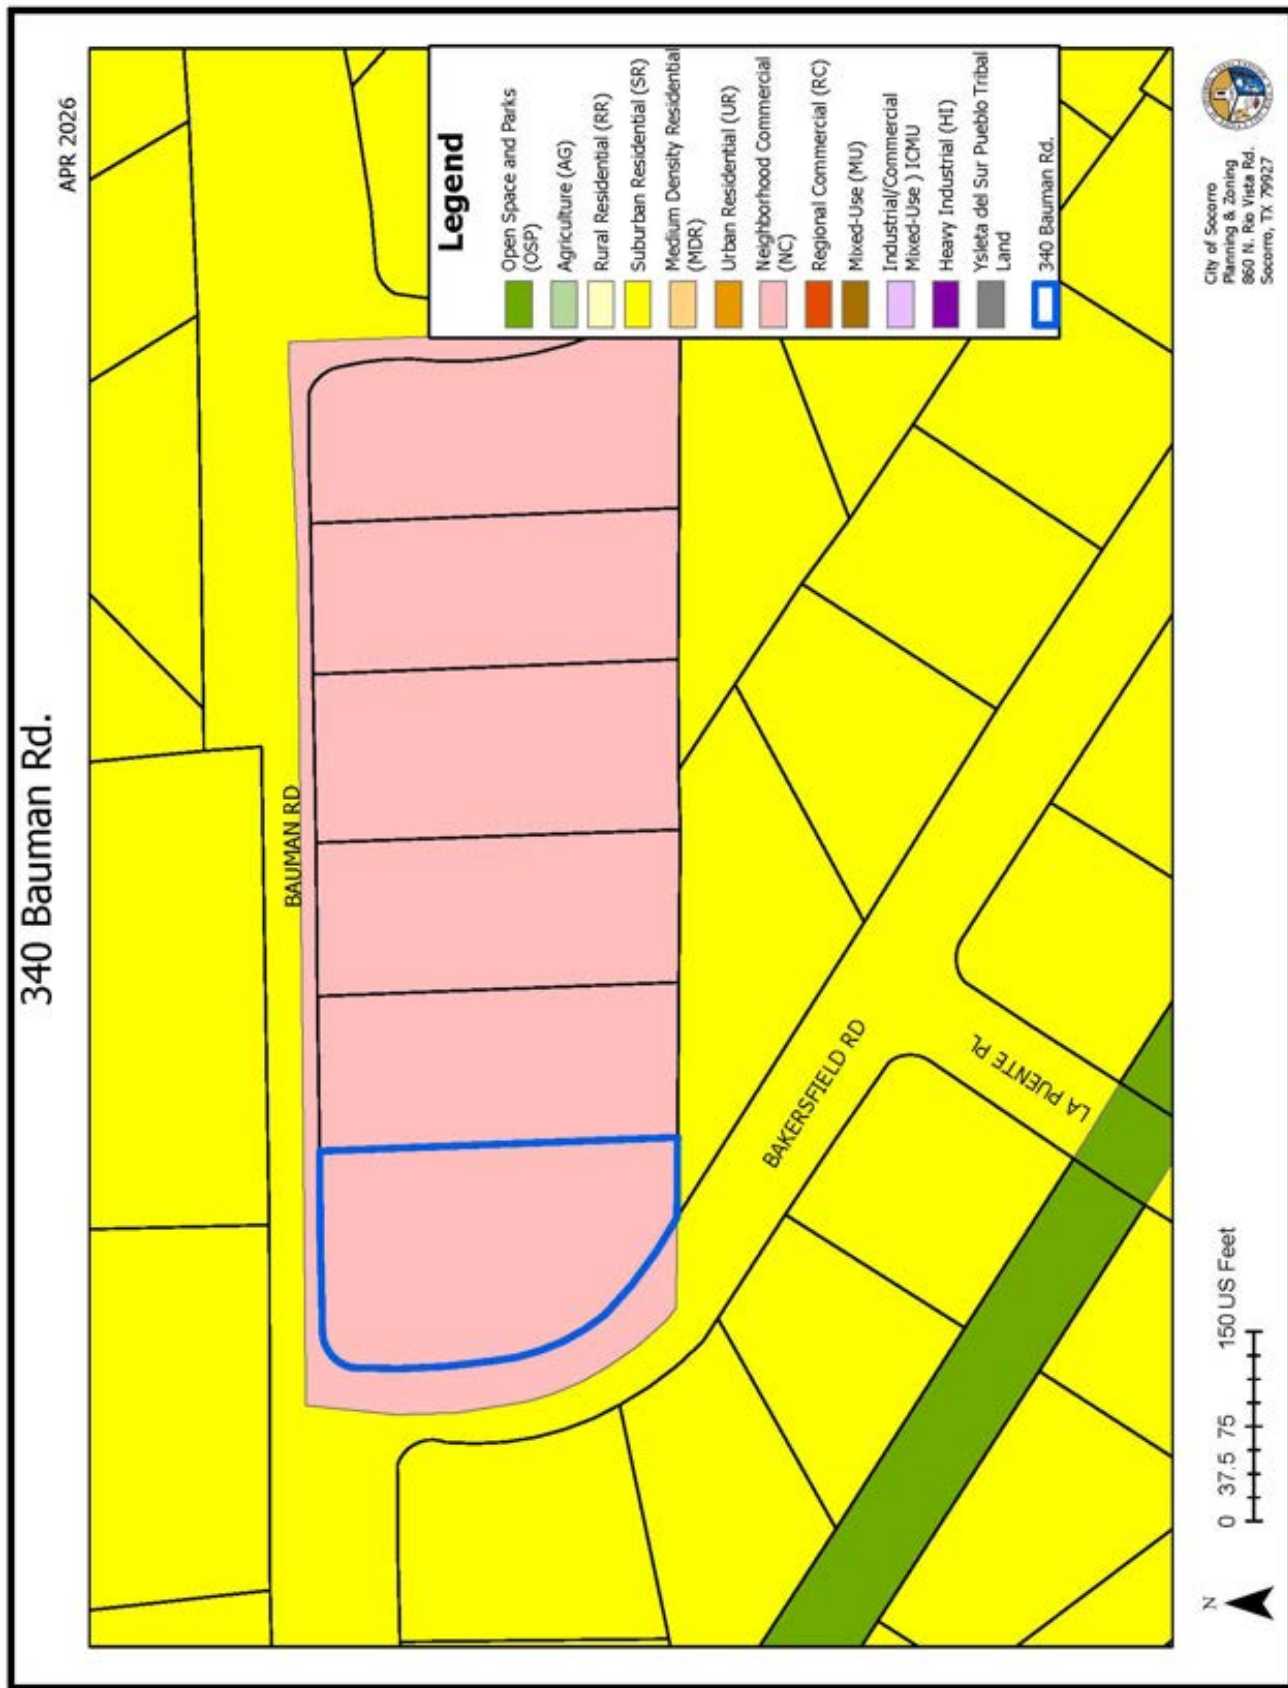 340 Bauman Rd.
APR 2026
BAUMAN RD
BAKERSFIELD RD
LA PUENTE PL
Legend
Open Space and Parks
(OSP)
Agriculture (AG)
Rural Residential (RR)
Suburban Residential (SR)
Medium Density Residential
(MDR)
Urban Residential (UR)
Neighborhood Commercial
(NC)
Regional Commercial (RC)
Mixed-Use (MU)
Industrial/Commercial
Mixed-Use ) ICMU
Heavy Industrial (HI)
Ysleta del Sur Pueblo Tribal
Land
340 Bauman Rd.
N
0 37.5 75 150 US Feet
City of Socorro
Planning & Zoning
860 N. Rio Vista Rd.
Socorro, TX 79927